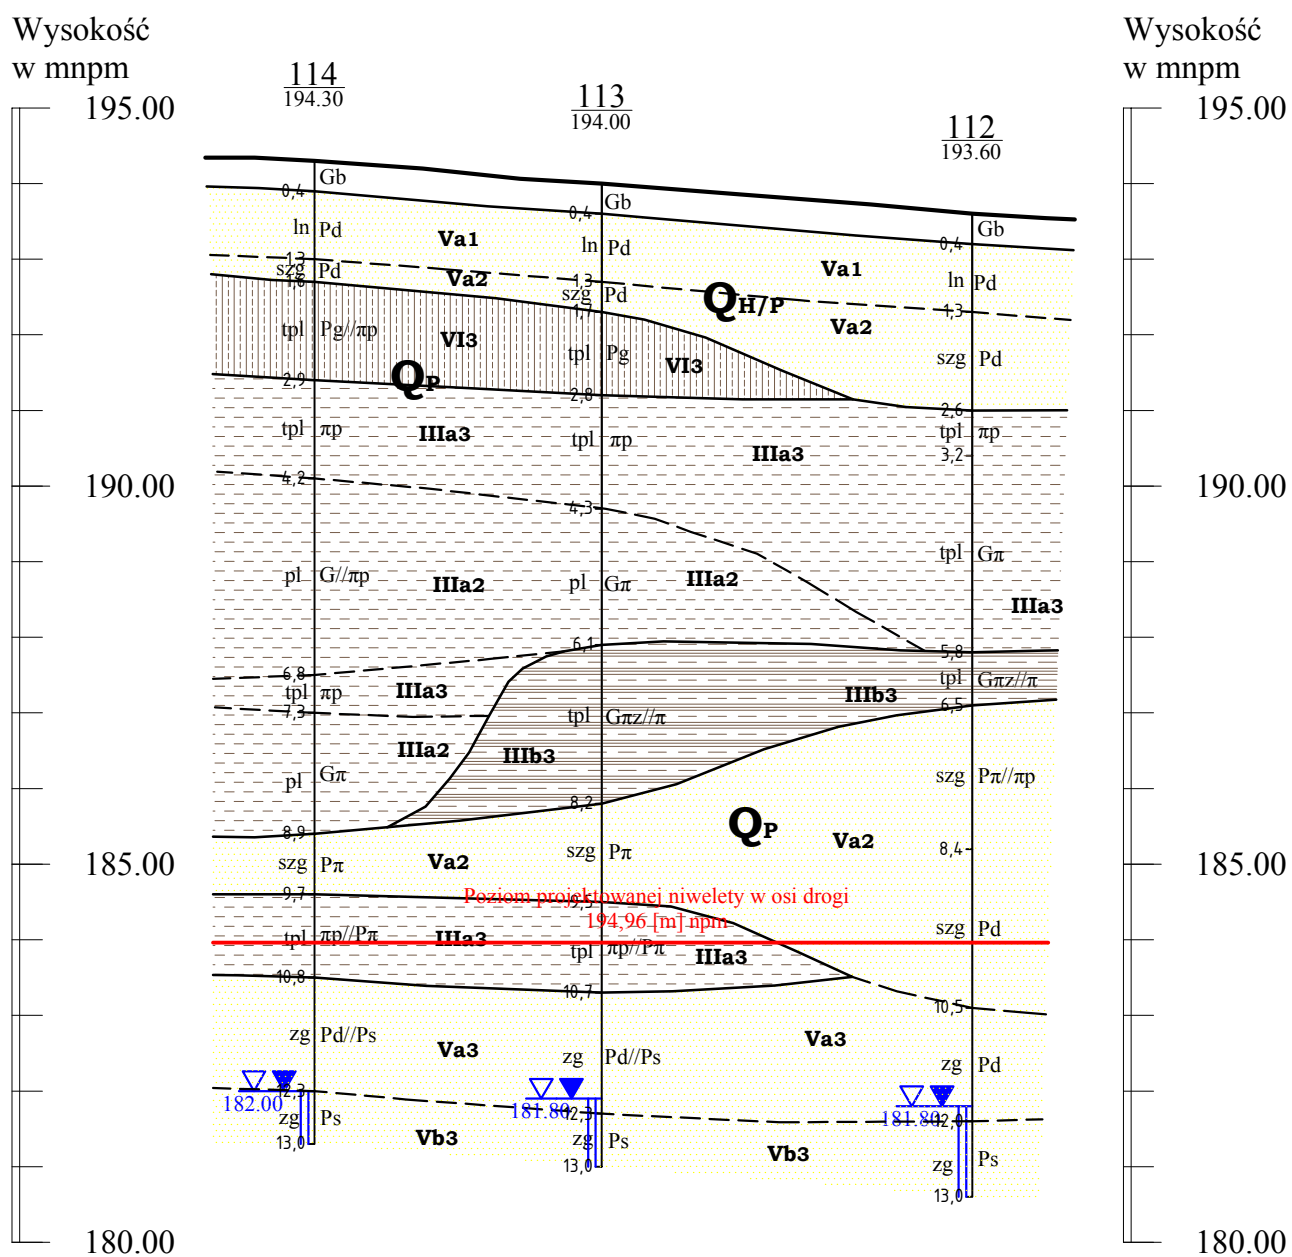 Wysokość
w mnpm
Wysokość
w mnpm
114
194.30
113
194.00
112
193.60
195.00
195.00
Gb
0,4
Gb
0,4
Gb
0,4
ln Pd
Va1
ln Pd
Va1
ln Pd
1,3
szg Pd
Va2
1,3
szg Pd
QH/P
1,3
Va2
tpl Pg//πp
VI3
tpl Pg
VI3
szg Pd
2,9
QP
2,8
2,6
tpl πp
IIIa3
tpl πp
IIIa3
tpl πp
3,2
190.00
4,2
4,3
190.00
tpl Gπ
pl G//πp
IIIa2
pl Gπ
IIIa2
IIIa3
6,8
6,1
5,8
tpl πp
IIIa3
IIIb3
tpl Gπz//π
7,3
tpl Gπz//π
6,5
IIIa2
IIIb3
pl Gπ
szg Pπ//πp
8,9
8,2
QP
Va2
8,4
szg Pπ
Va2
szg Pπ
185.00
185.00
9,7
9,5
Poziom projektowanej niwelety w osi drogi
194,96 [m] npm
tpl πp//Pπ
IIIa3
tpl πp//Pπ
IIIa3
szg Pd
10,8
10,7
10,5
zg Pd//Ps
Va3
zg Pd//Ps
Va3
zg Pd
182.00
181.80
12,3
181.80
12,0
zg Ps
Vb3
zg Ps
Vb3
zg Ps
13,0
13,0
13,0
180.00
180.00